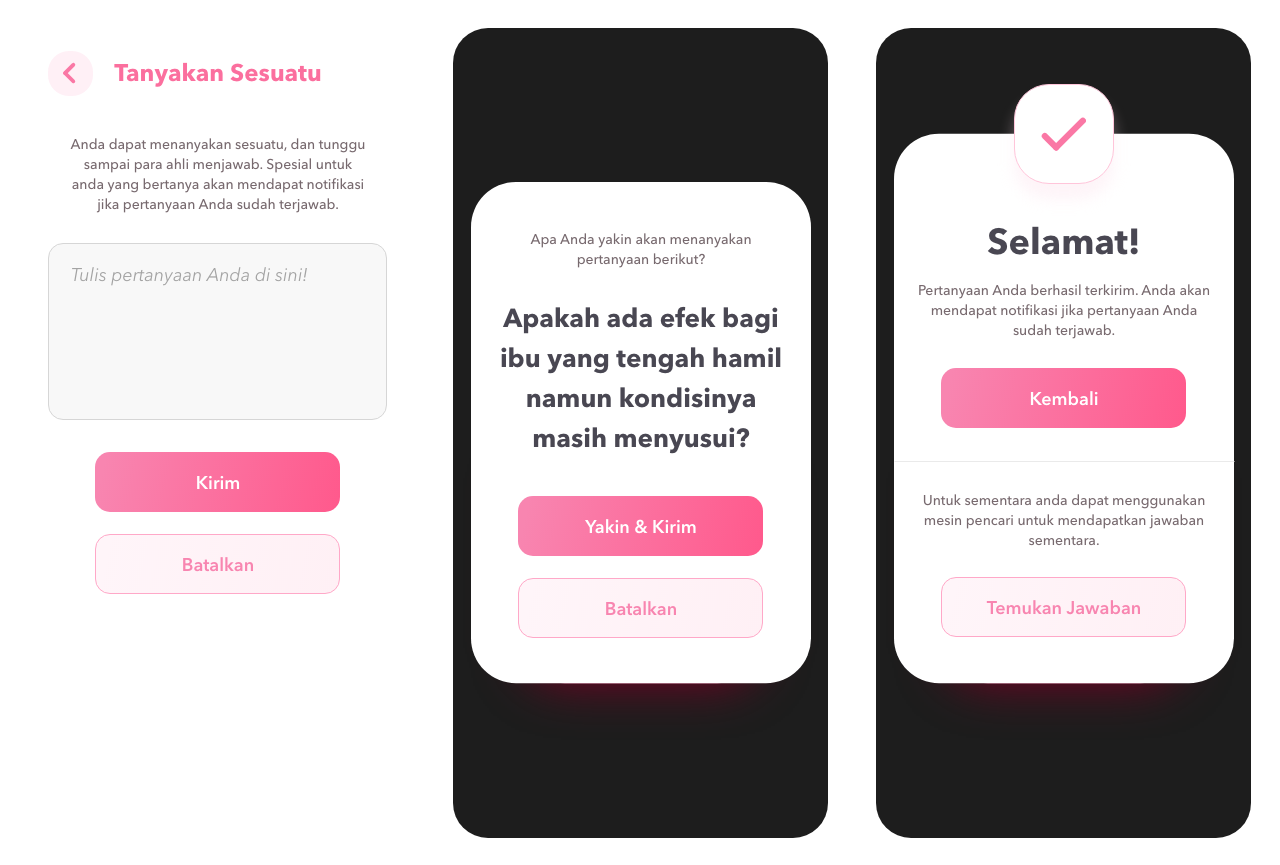 Tanyakan Sesuatu
Anda dapat menanyakan sesuatu, dan tunggu
sampai para ahli menjawab. Spesial untuk
anda yang bertanya akan mendapat notifikasi
jika pertanyaan Anda sudah terjawab.
Tulis pertanyaan Anda di sini!
Kirim
Batalkan
Apa Anda yakin akan menanyakan
pertanyaan berikut?
Apakah ada efek bagi
ibu yang tengah hamil
namun kondisinya
masih menyusui?
Yakin & Kirim
Batalkan
Selamat!
Pertanyaan Anda berhasil terkirim. Anda akan
mendapat notifikasi jika pertanyaan Anda
sudah terjawab.
Kembali
Untuk sementara anda dapat menggunakan
mesin pencari untuk mendapatkan jawaban
sementara.
Temukan Jawaban